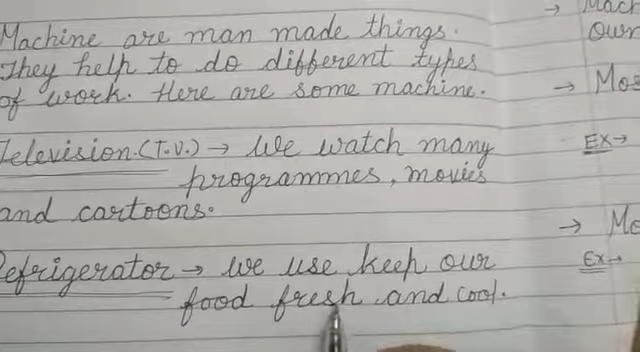 Machine are man made things.
They help to do different types
of work. Here are some machine.
Television.(T.V.) → We watch many
programmes, movies
and cartoons.
Refrigerator → we use keep our
food fresh and cool.
→ Mach
Our
→ Mos
Ex→
→ Mo
Ex→